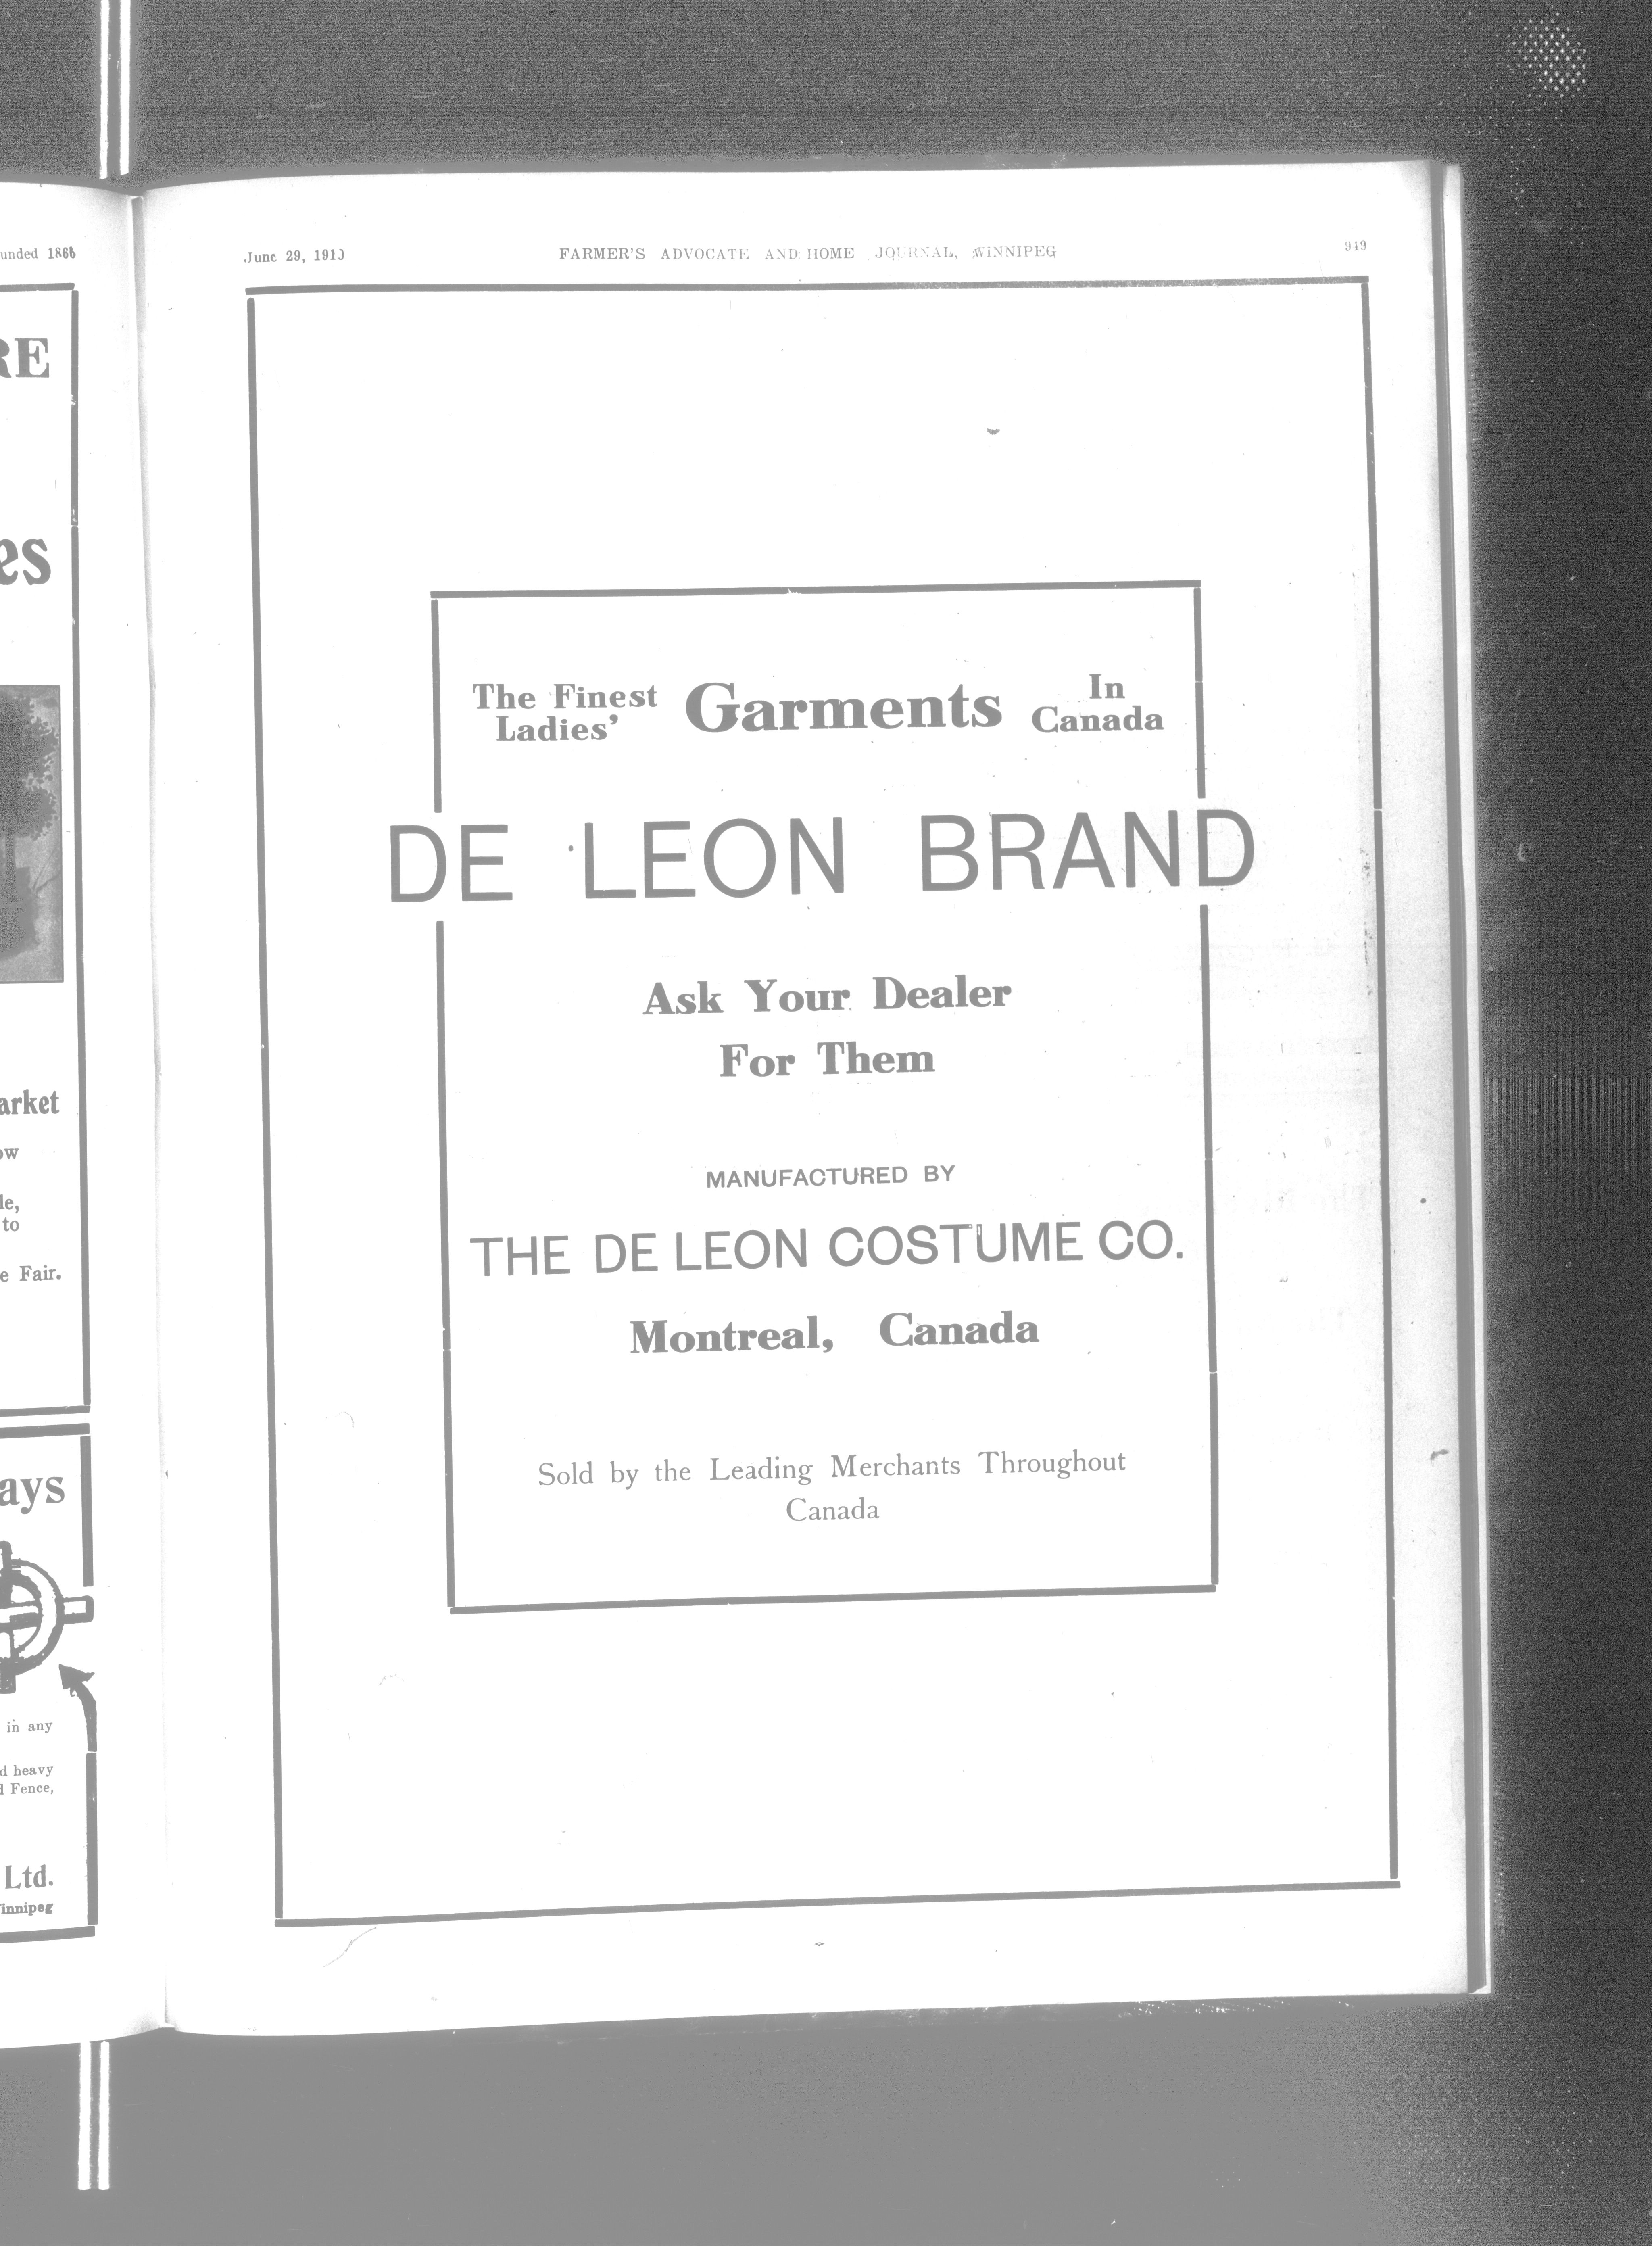 unded 1866
RE
es
arket
ow
le,
to
e Fair.
ays
in any
d heavy
d Fence,
Ltd.
innipeg
June 29, 1910
FARMER'S ADVOCATE AND HOME JOURNAL, WINNIPEG
949
The Finest Ladies' Garments In Canada
DE LEON BRAND
Ask Your Dealer
For Them
MANUFACTURED BY
THE DE LEON COSTUME CO.
Montreal, Canada
Sold by the Leading Merchants Throughout
Canada